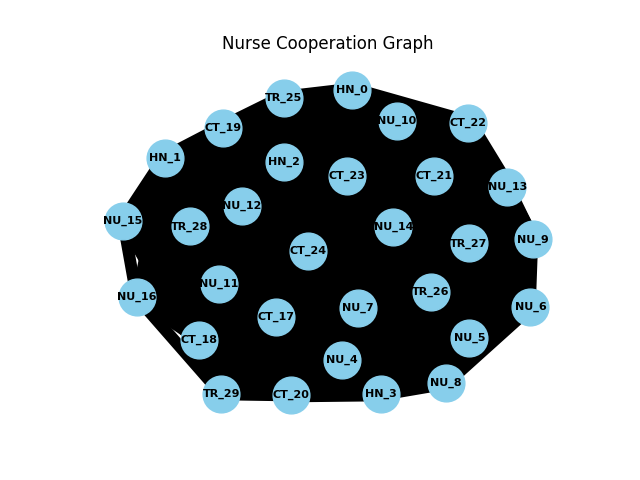 Nurse Cooperation Graph
HN_0
TR_25
NU_10
CT_22
CT_19
HN_1
HN_2
CT_23
CT_21
NU_13
NU_12
NU_15
TR_28
NU_14
NU_9
TR_27
CT_24
NU_11
TR_26
NU_16
NU_7
NU_6
CT_17
CT_18
NU_5
NU_4
NU_8
TR_29
CT_20
HN_3